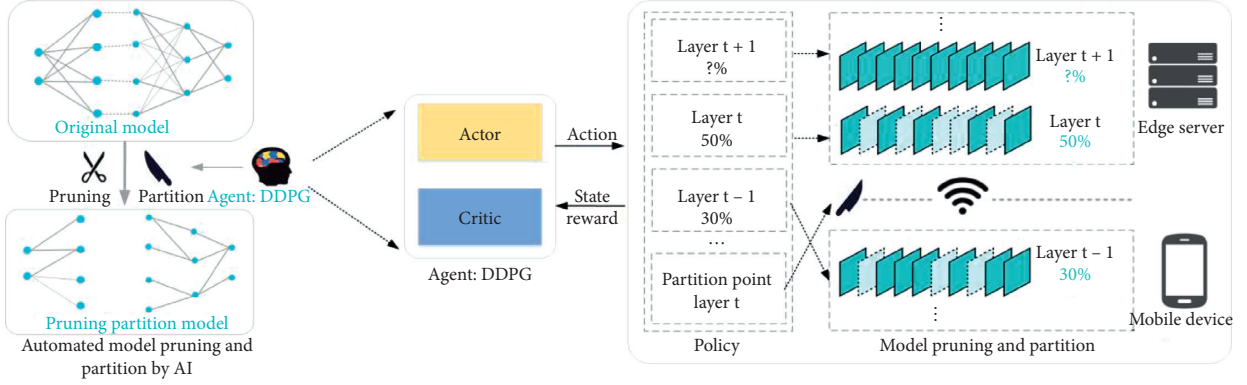 Original model
Pruning
Partition
Agent: DDPG
Pruning partition model
Automated model pruning and
partition by AI
Actor
Critic
Agent: DDPG
Action
State
reward
Layer t + 1
?%
Layer t
50%
Layer t – 1
30%
...
Partition point
layer t
Policy
...
Layer t + 1
?%
Layer t
50%
Edge server
Layer t – 1
30%
...
Mobile device
Model pruning and partition